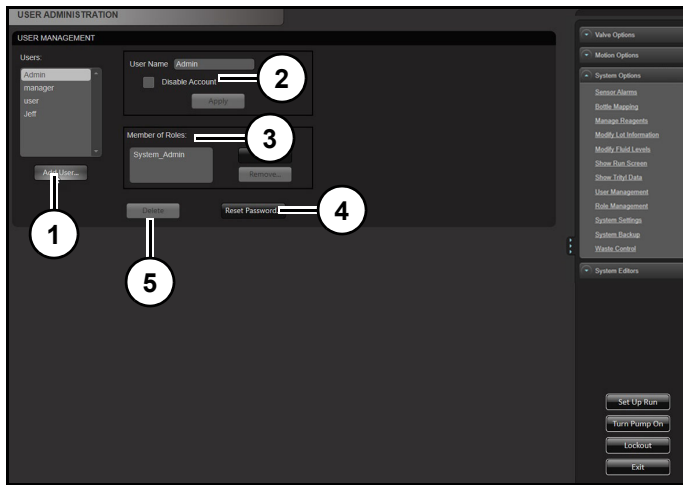 USER ADMINISTRATION
USER MANAGEMENT
Users:
Admin
manager
user
Jeff
Add User...
1
User Name
Admin
Disable Account
2
Apply
Member of Roles:
3
System_Admin
Remove...
Delete
5
Reset Password...
4
Valve Options
Motion Options
System Options
Sensor Alarms
Bottle Mapping
Manage Reagents
Modify Lot Information
Modify Fluid Levels
Show Run Screen
Show Trityl Data
User Management
Role Management
System Settings
System Backup
Waste Control
System Editors
Set Up Run
Turn Pump On
Lockout
Exit